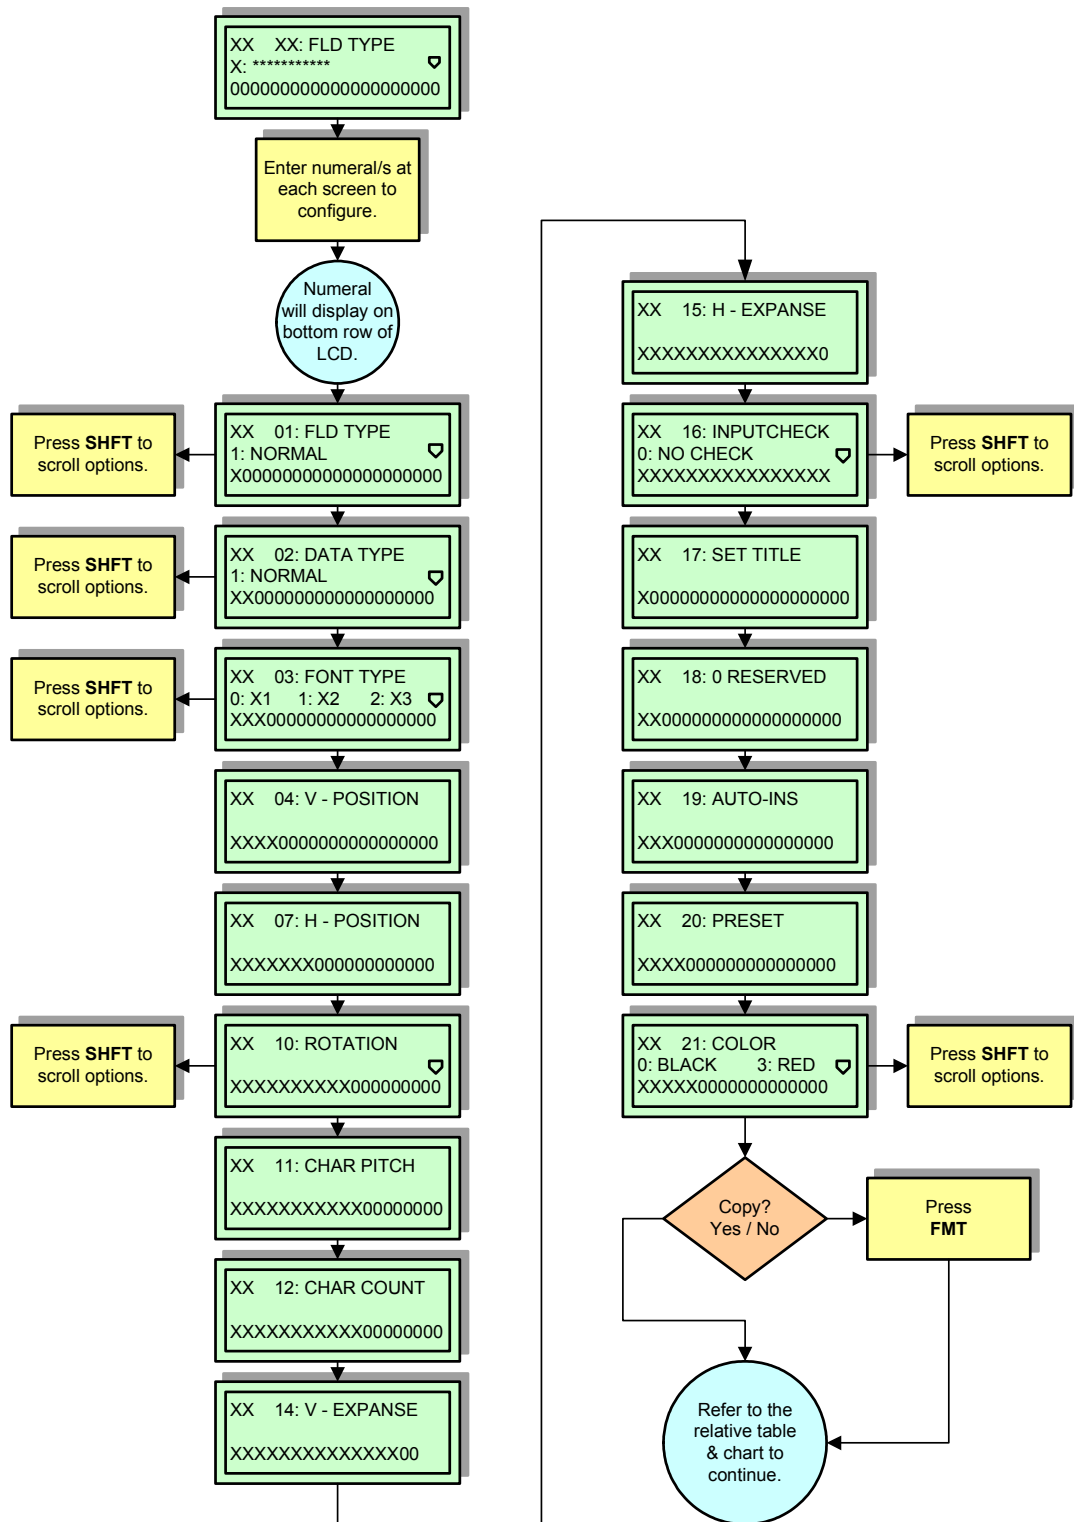 XX XX: FLD TYPE
X: ***********
000000000000000000000
Enter numeral/s at
each screen to
configure.
Numeral
will display on
bottom row of
LCD.
Press SHFT to
scroll options.
XX 01: FLD TYPE
1: NORMAL
X00000000000000000000
Press SHFT to
scroll options.
XX 02: DATA TYPE
1: NORMAL
XX000000000000000000
Press SHFT to
scroll options.
XX 03: FONT TYPE
0: X1 1: X2 2: X3
XXX00000000000000000
XX 04: V - POSITION
XXXX0000000000000000
XX 07: H - POSITION
XXXXXXX000000000000
Press SHFT to
scroll options.
XX 10: ROTATION
XXXXXXXXXX000000000
XX 11: CHAR PITCH
XXXXXXXXXXX00000000
XX 12: CHAR COUNT
XXXXXXXXXXX00000000
XX 14: V - EXPANSE
XXXXXXXXXXXXXX00
XX 15: H - EXPANSE
XXXXXXXXXXXXXXX0
XX 16: INPUTCHECK
0: NO CHECK
XXXXXXXXXXXXXXXX
Press SHFT to
scroll options.
XX 17: SET TITLE
X00000000000000000000
XX 18: 0 RESERVED
XX000000000000000000
XX 19: AUTO-INS
XXX0000000000000000
XX 20: PRESET
XXXX000000000000000
XX 21: COLOR
0: BLACK 3: RED
XXXXX0000000000000
Press SHFT to
scroll options.
Copy?
Yes / No
Press
FMT
Refer to the
relative table
& chart to
continue.